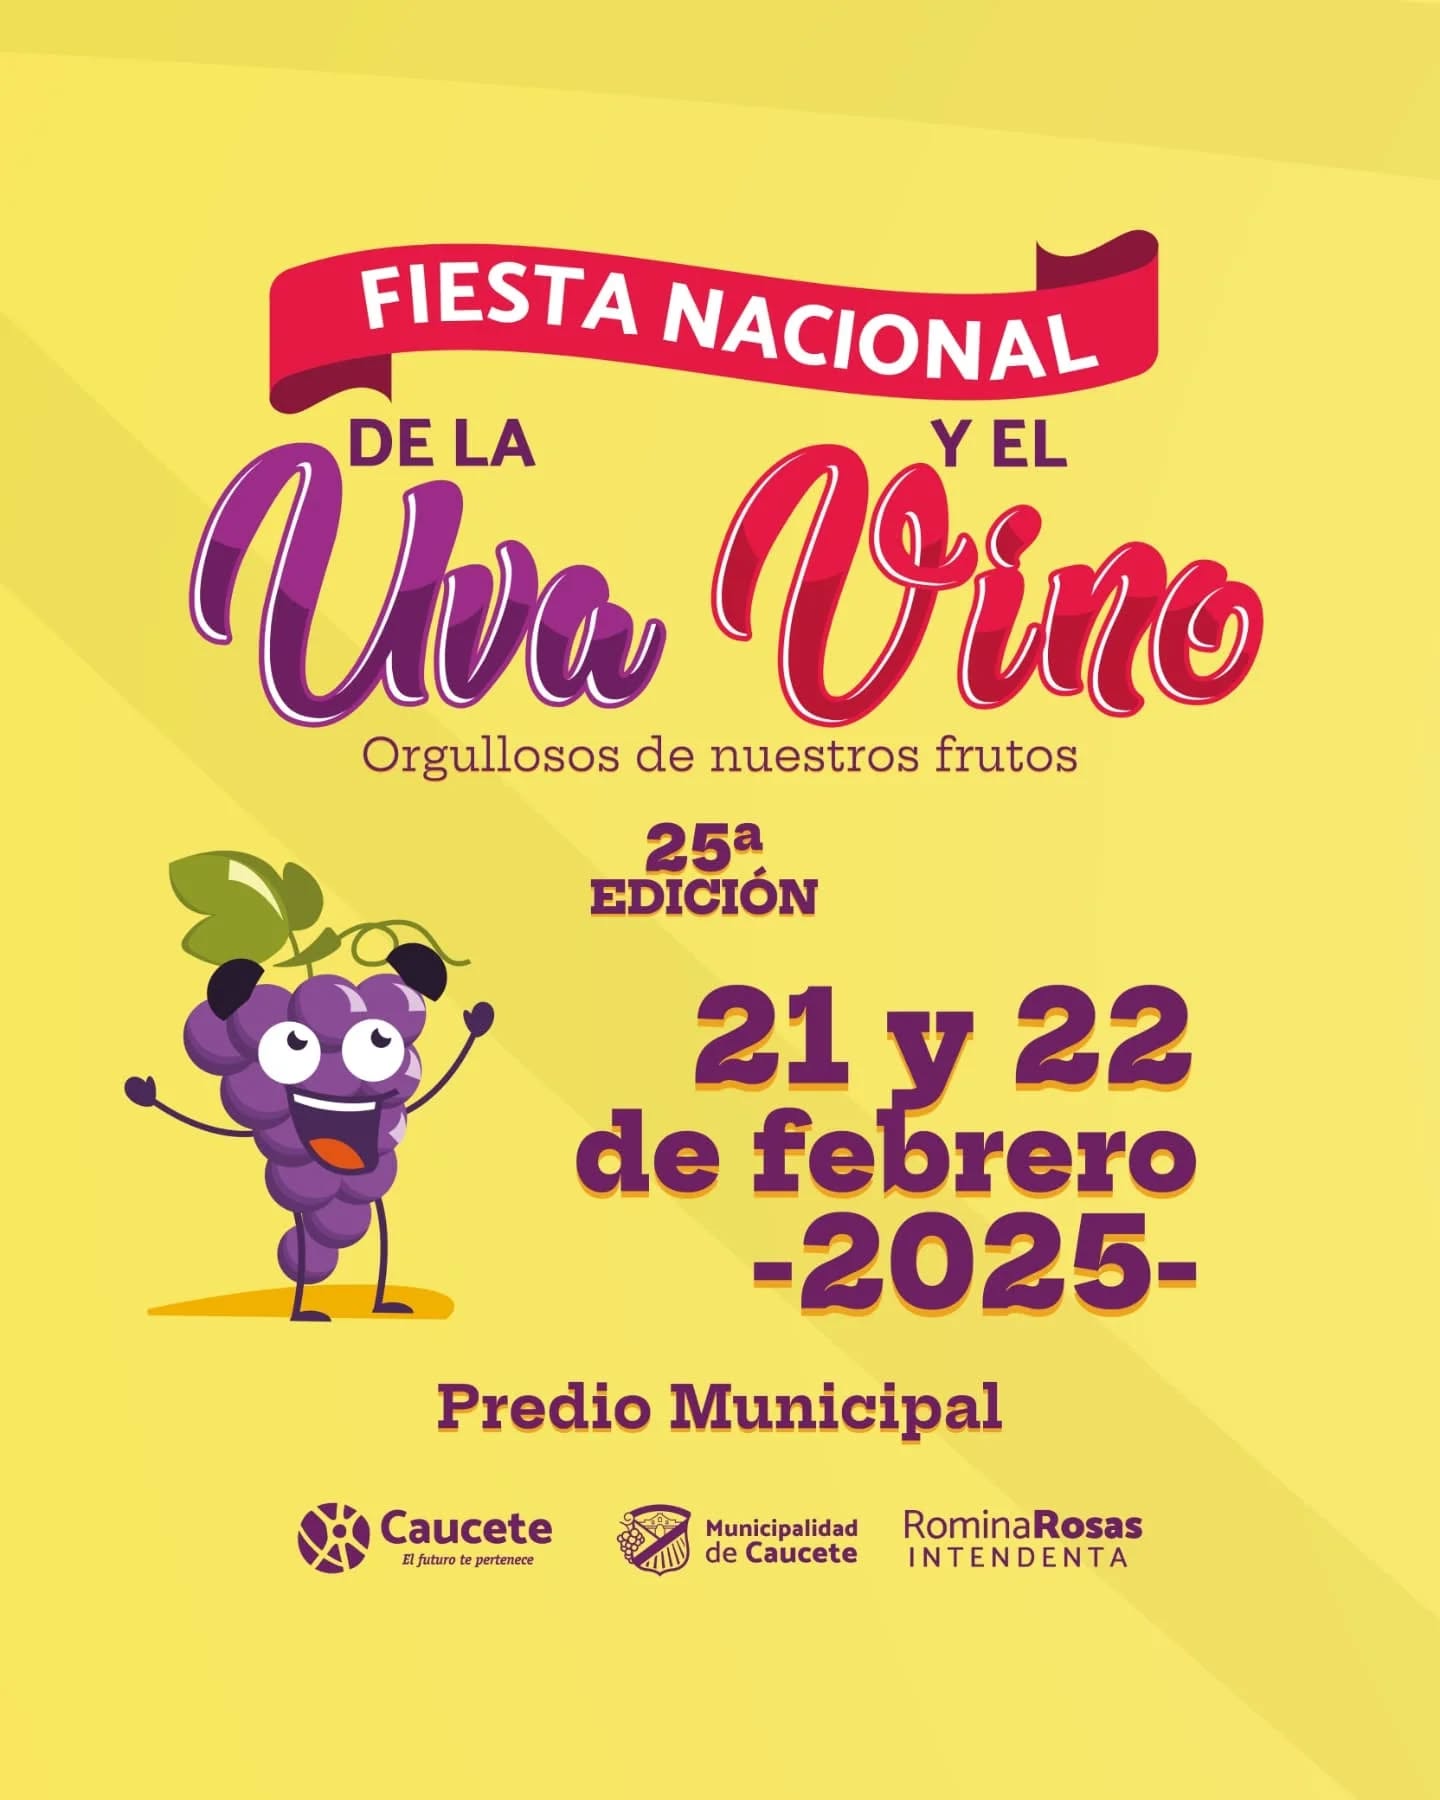 FIESTA NACIONAL
DE LA
Uva
Y EL
Vino
Orgullosos de nuestros frutos
25ª
EDICIÓN
21 y 22
de febrero
-2025-
Predio Municipal
Caucete
El futuro te pertenece
Municipalidad
de Caucete
RominaRosas
INTENDENTA